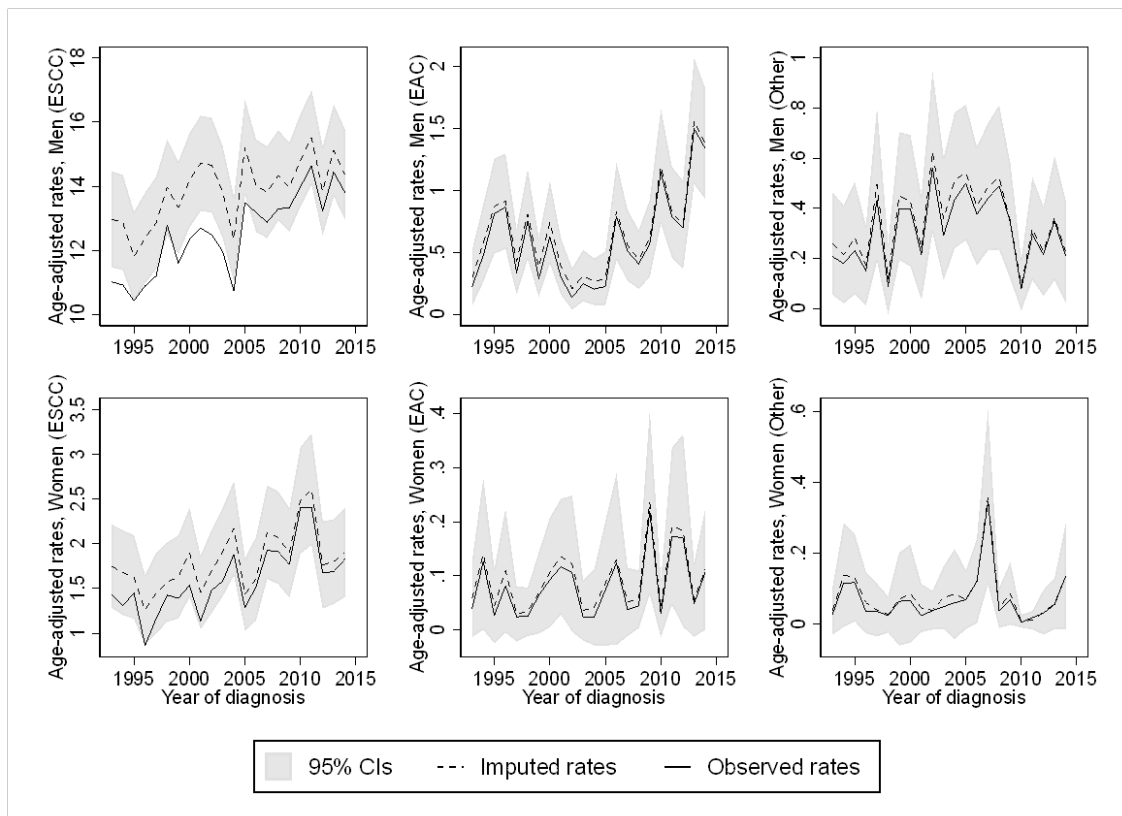 Age-adjusted rates, Men (ESCC)
10 12 14 16 18
1995 2000 2005 2010 2015
Age-adjusted rates, Men (EAC)
0 .5 1 1.5 2
1995 2000 2005 2010 2015
Age-adjusted rates, Men (Other)
0 .2 .4 .6 .8 1
1995 2000 2005 2010 2015
Age-adjusted rates, Women (ESCC)
1 1.5 2 2.5 3 3.5
1995 2000 2005 2010 2015
Year of diagnosis
Age-adjusted rates, Women (EAC)
0 .1 .2 .3 .4
1995 2000 2005 2010 2015
Year of diagnosis
Age-adjusted rates, Women (Other)
0 .2 .4 .6
1995 2000 2005 2010 2015
Year of diagnosis
95% CIs Imputed rates Observed rates